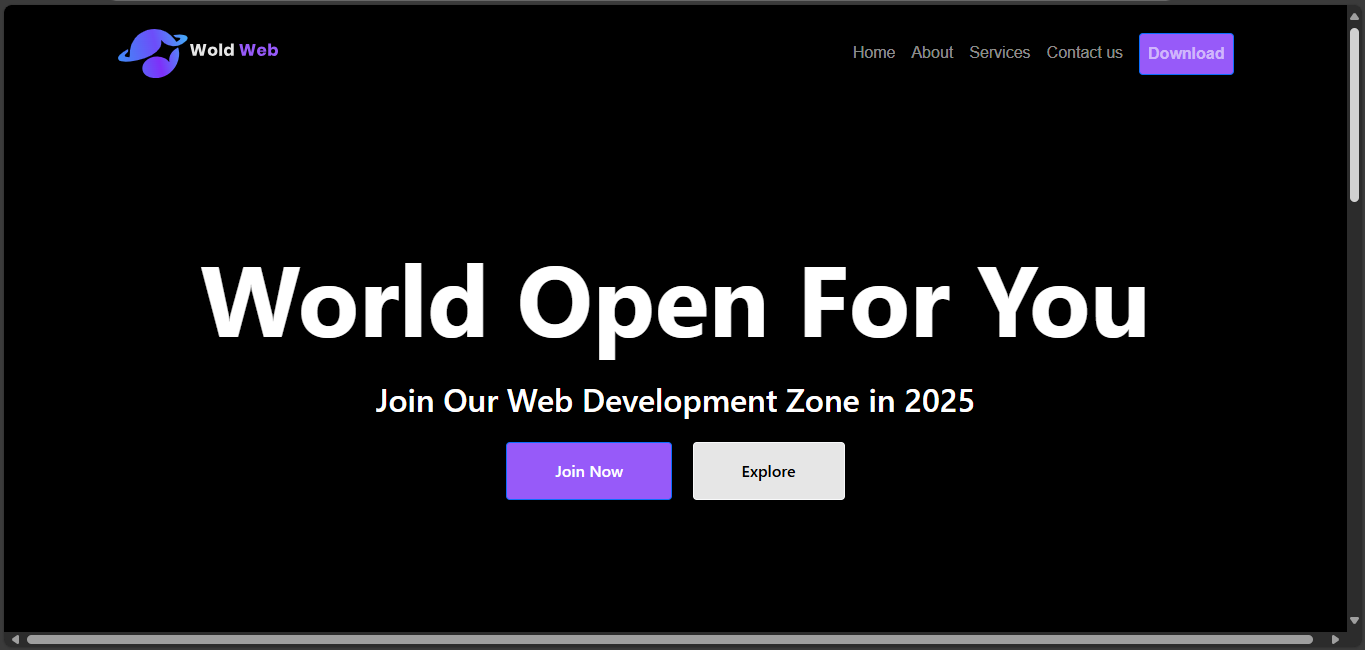 Wold Web
Home About Services Contact us Download
World Open For You
Join Our Web Development Zone in 2025
Join Now Explore